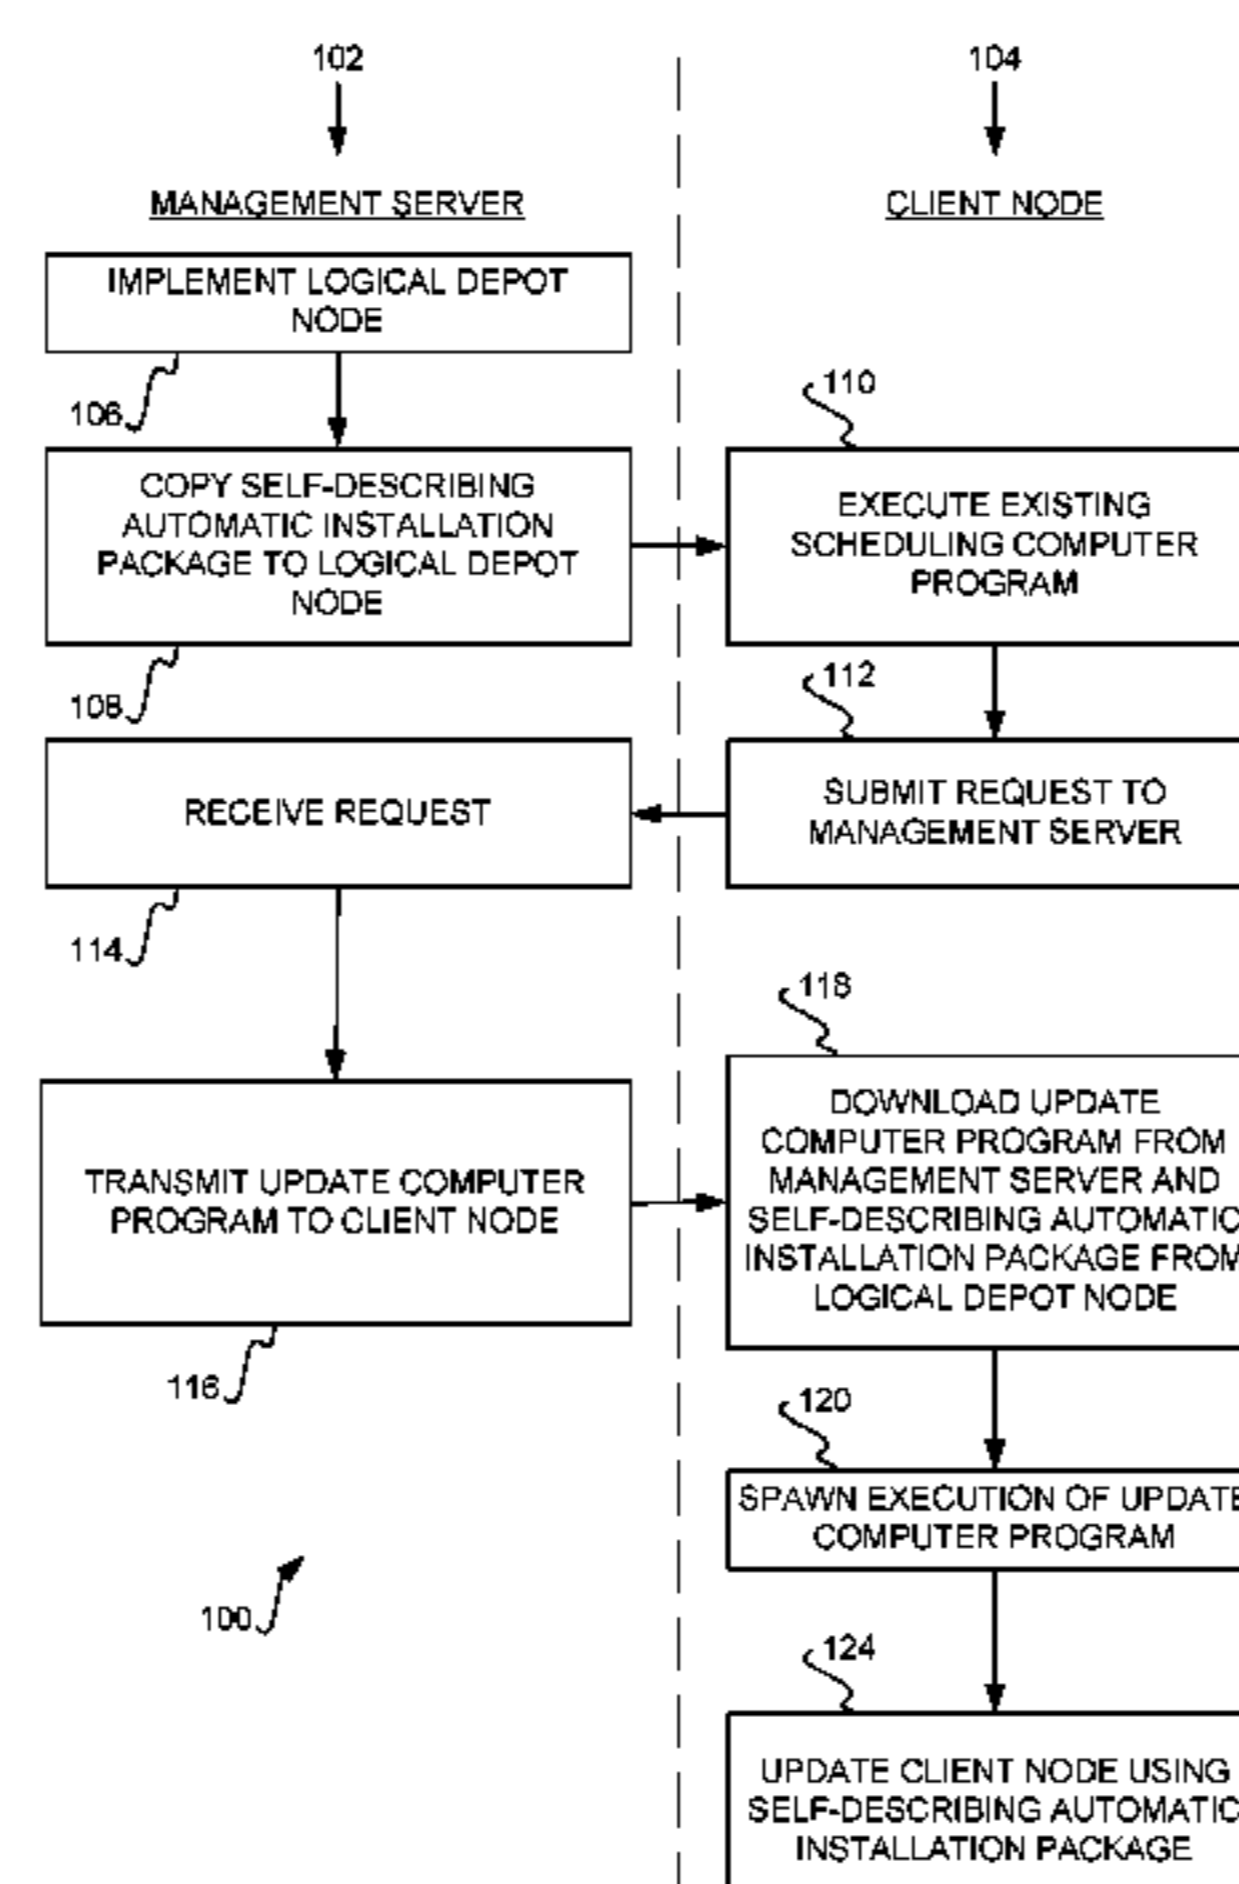 102
104
MANAGEMENT SERVER
CLIENT NODE
IMPLEMENT LOGICAL DEPOT
NODE
106
110
COPY SELF-DESCRIBING
AUTOMATIC INSTALLATION
PACKAGE TO LOGICAL DEPOT
NODE
EXECUTE EXISTING
SCHEDULING COMPUTER
PROGRAM
108
112
RECEIVE REQUEST
SUBMIT REQUEST TO
MANAGEMENT SERVER
114
118
TRANSMIT UPDATE COMPUTER
PROGRAM TO CLIENT NODE
DOWNLOAD UPDATE
COMPUTER PROGRAM FROM
MANAGEMENT SERVER AND
SELF-DESCRIBING AUTOMATIC
INSTALLATION PACKAGE FROM
LOGICAL DEPOT NODE
116
120
SPAWN EXECUTION OF UPDATE
COMPUTER PROGRAM
100
124
UPDATE CLIENT NODE USING
SELF-DESCRIBING AUTOMATIC
INSTALLATION PACKAGE